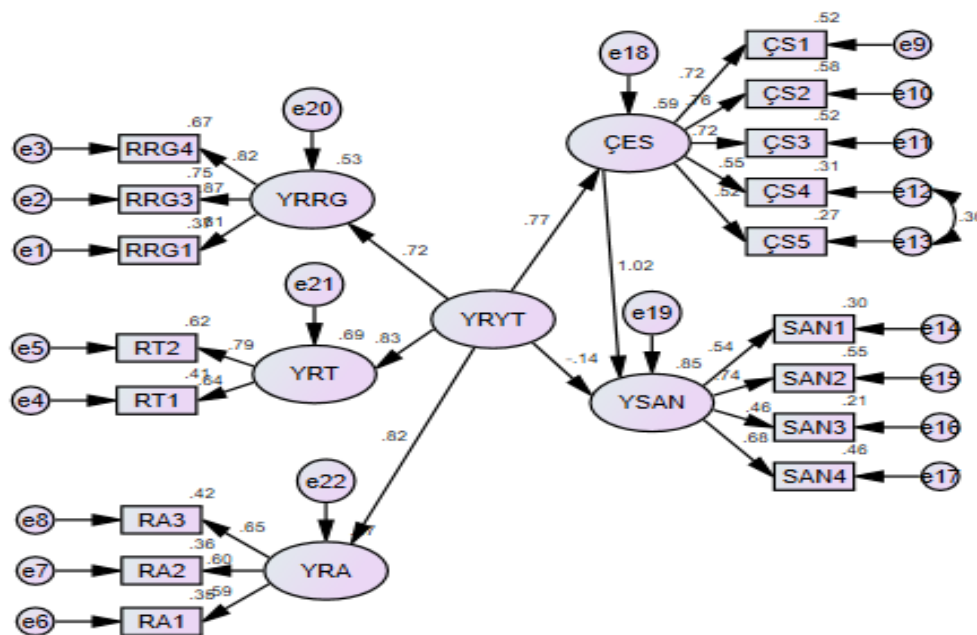 .52
e18
ÇS1
e9
.72
.58
e20
.59
.76
ÇS2
e10
.67
.52
e3
RRG4
.82
.53
ÇES
.72
ÇS3
e11
.75
.55
.31
e2
RRG3
.87
YRRG
ÇS4
e12
.52
.27
e1
RRG1
.77
ÇS5
e13
.72
e21
1.02
.62
e19
.30
e5
RT2
.79
.69
.83
YRYT
SAN1
e14
.54
.55
.41
.64
YRT
-.14
.85
.74
SAN2
e15
e4
RT1
YSAN
.46
.21
SAN3
e16
.82
.68
.46
e22
SAN4
e17
.42
e8
RA3
.65
.36
e7
RA2
.60
YRA
.59
e6
RA1